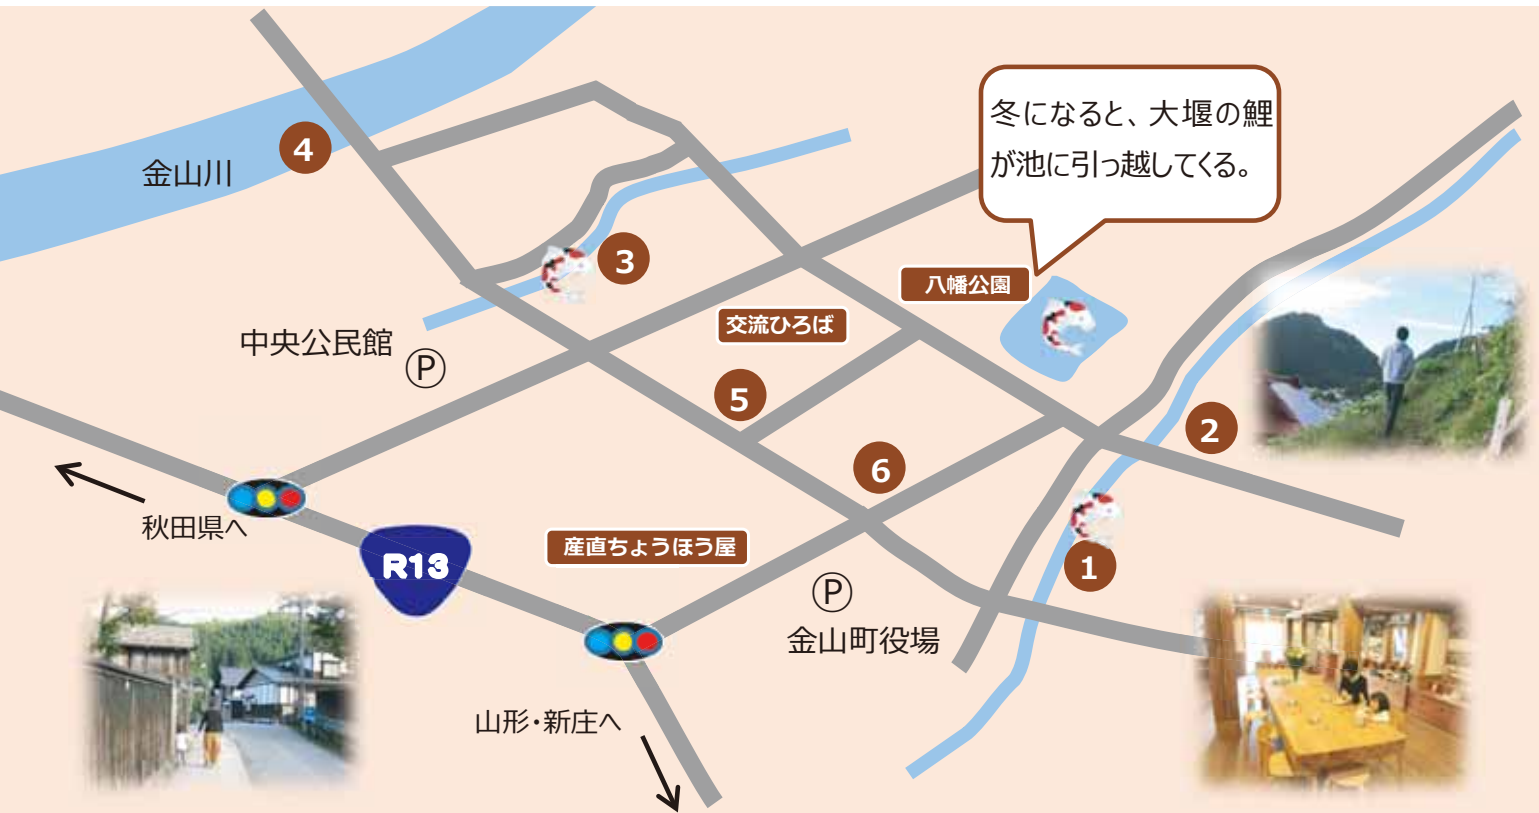 冬になると、大堰の鯉
が池に引っ越してくる。
4
金山川
3
八幡公園
交流ひろば
中央公民館
P
5
2
6
秋田県へ
R13
産直ちょうほう屋
1
P
金山町役場
山形・新庄へ